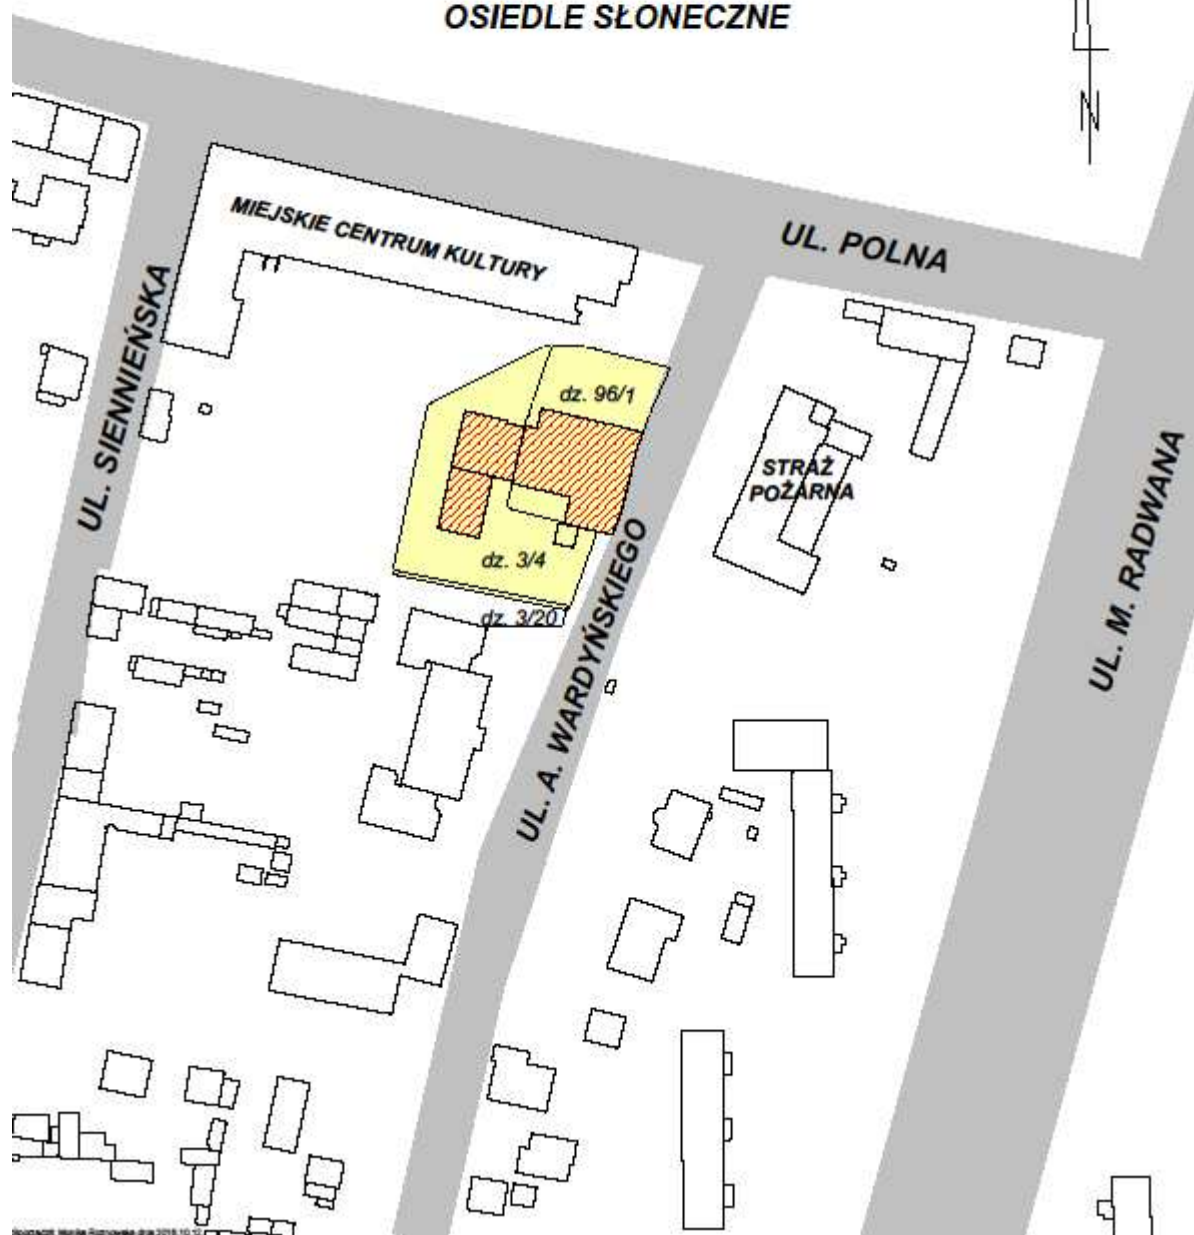 OSIEDLE SŁONECZNE
N
MIEJSKIE CENTRUM KULTURY
UL. POLNA
UL. SIENNIEŃSKA
dz. 96/1
STRAŻ
POŻARNA
UL. M. RADWANA
dz. 3/4
dz. 3/20
UL. A. WARDYŃSKIEGO